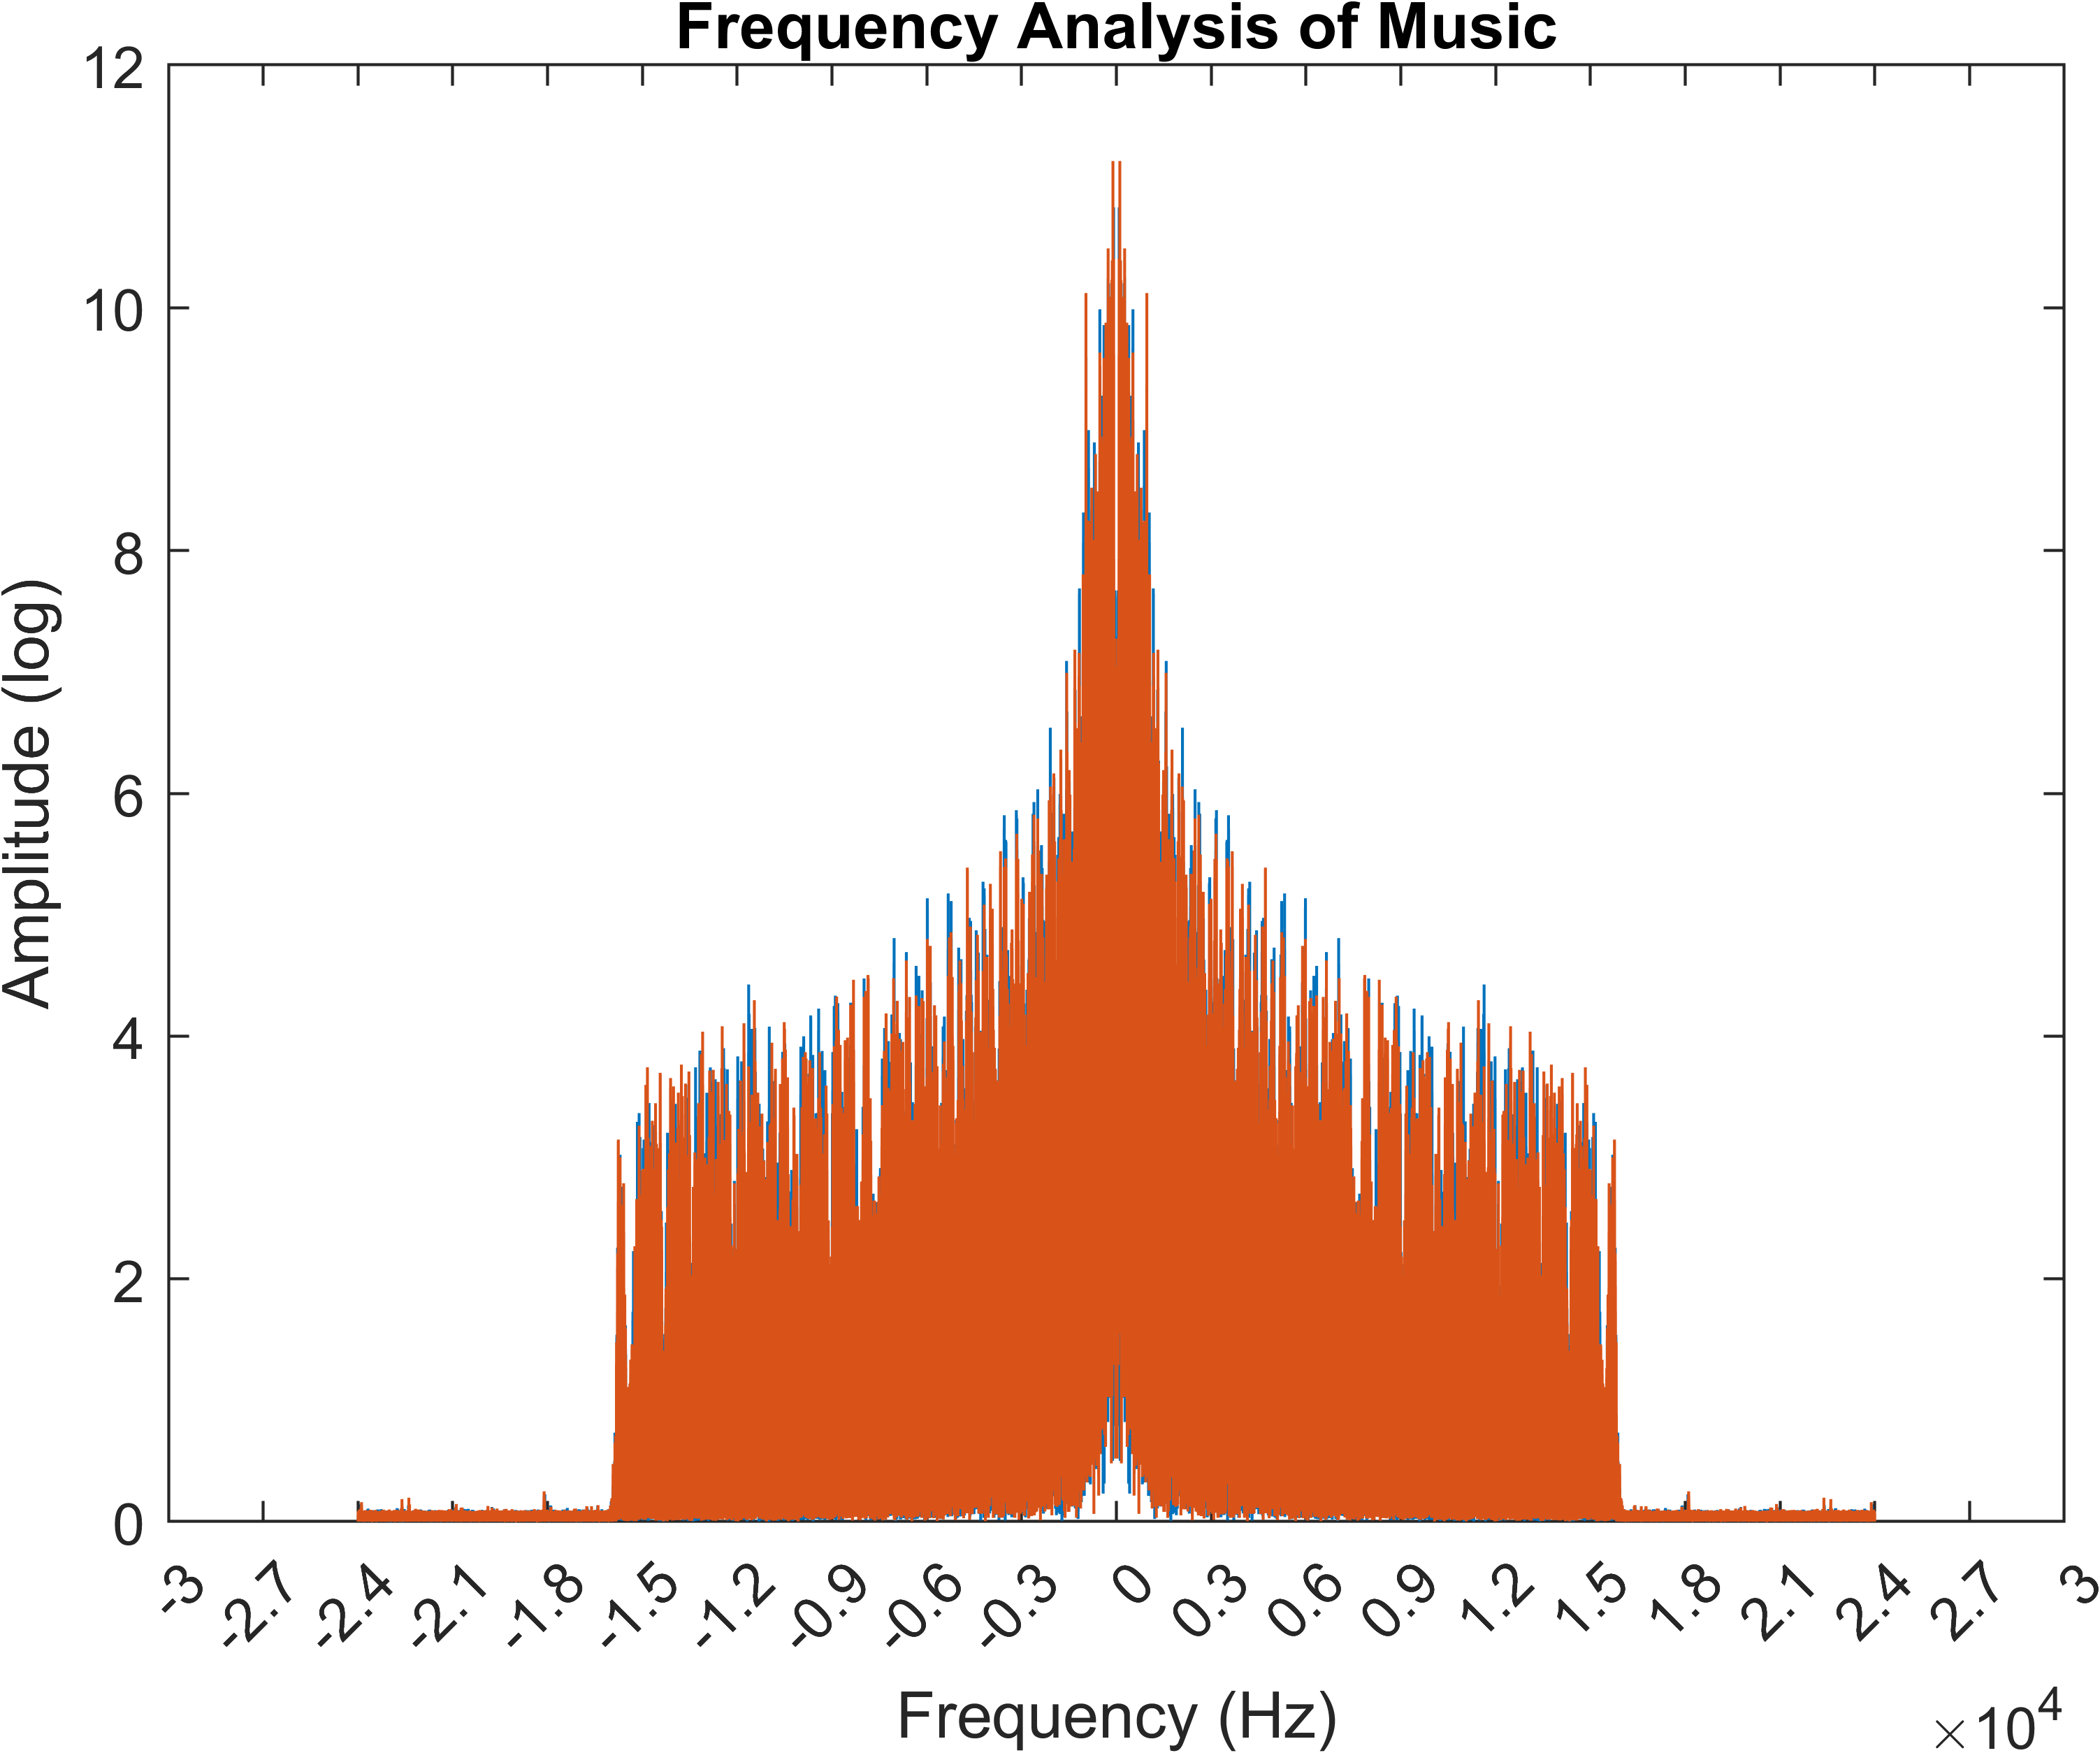 Frequency Analysis of Music
12
10
8
6
4
2
0
Amplitude (log)
-3 -2.7 -2.4 -2.1 -1.8 -1.5 -1.2 -0.9 -0.6 -0.3 0 0.3 0.6 0.9 1.2 1.5 1.8 2.1 2.4 2.7 3
Frequency (Hz)
×10⁴